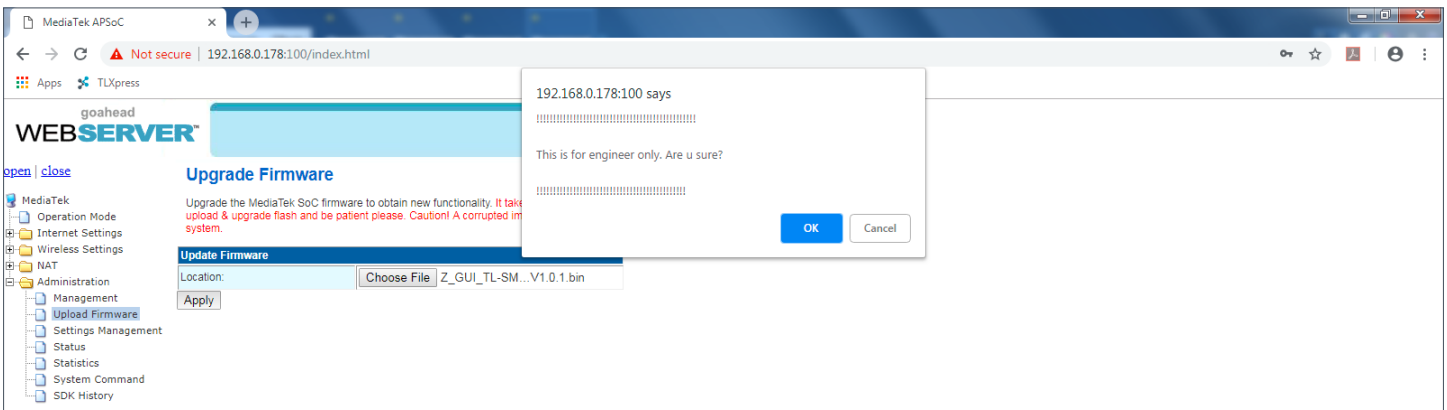 MediaTek APSoC
Not secure | 192.168.0.178:100/index.html
Apps TLXpress
goahead
WEBSERVER™
open | close
MediaTek
Operation Mode
Internet Settings
Wireless Settings
NAT
Administration
Management
Upload Firmware
Settings Management
Status
Statistics
System Command
SDK History
Upgrade Firmware
Upgrade the MediaTek SoC firmware to obtain new functionality. It take
upload & upgrade flash and be patient please. Caution! A corrupted im
system.
Update Firmware
Location: Choose File Z_GUI_TL-SM...V1.0.1.bin
Apply
192.168.0.178:100 says
!!!!!!!!!!!!!!!!!!!!!!!!!!!!!!!!!!!!!!!!!!!!!!!!
This is for engineer only. Are u sure?
!!!!!!!!!!!!!!!!!!!!!!!!!!!!!!!!!!!!!!!!!!!!!
OK Cancel